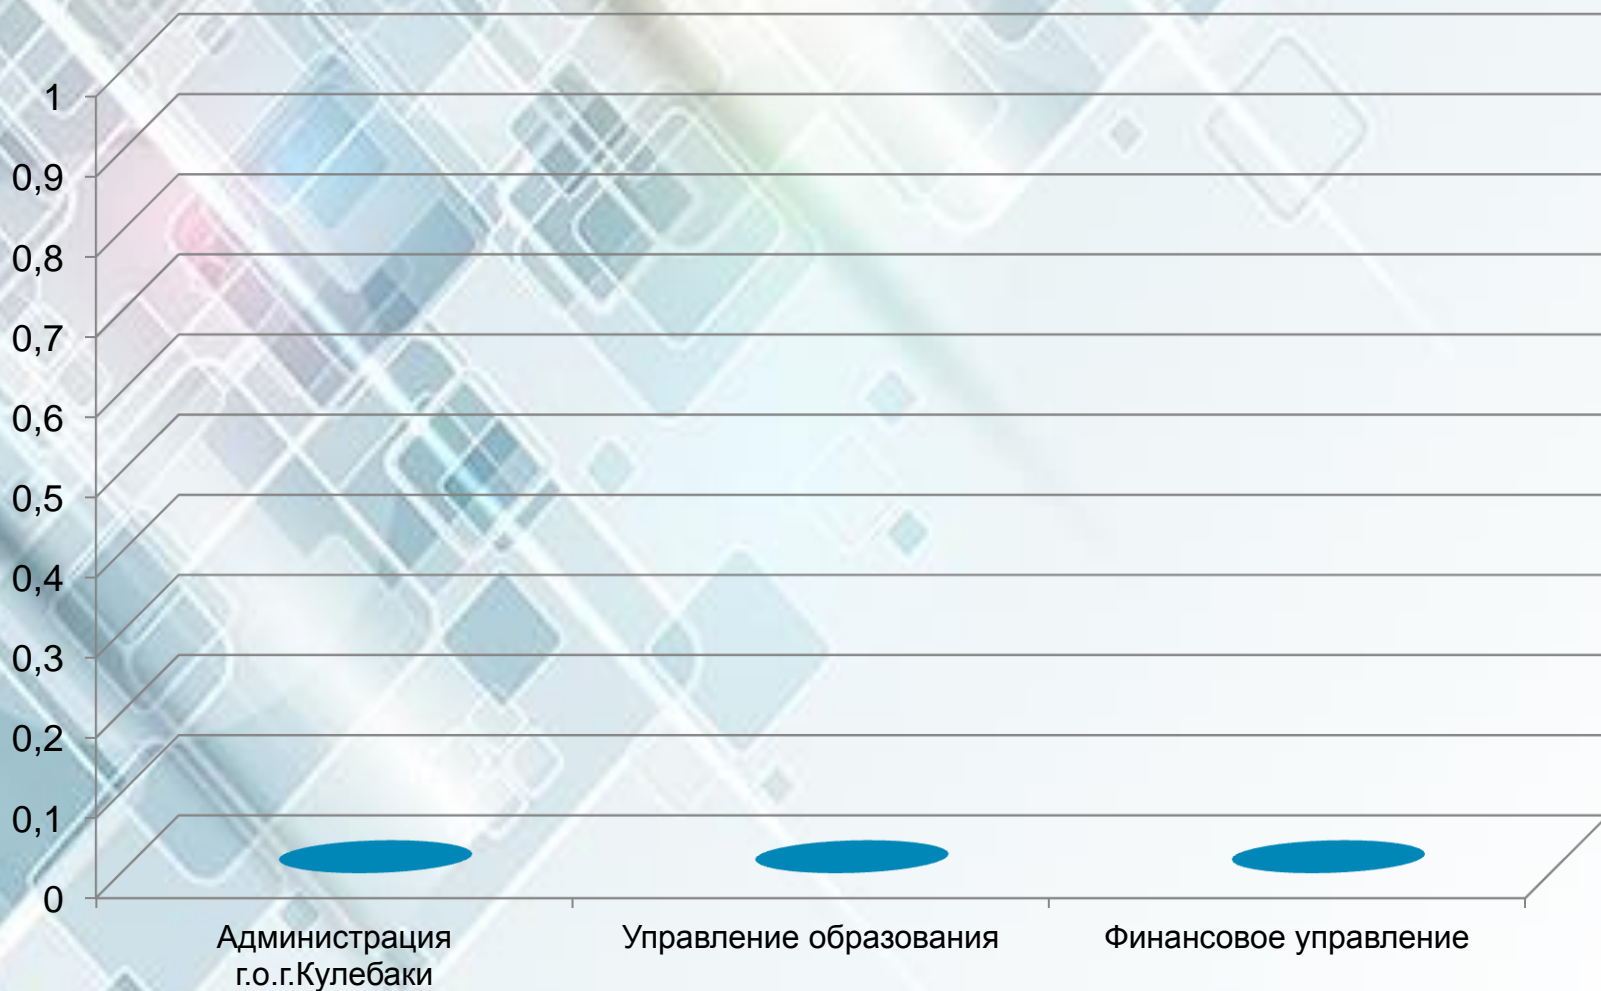 1
0,9
0,8
0,7
0,6
0,5
0,4
0,3
0,2
0,1
0
Администрация
г.о.г.Кулебаки
Управление образования
Финансовое управление